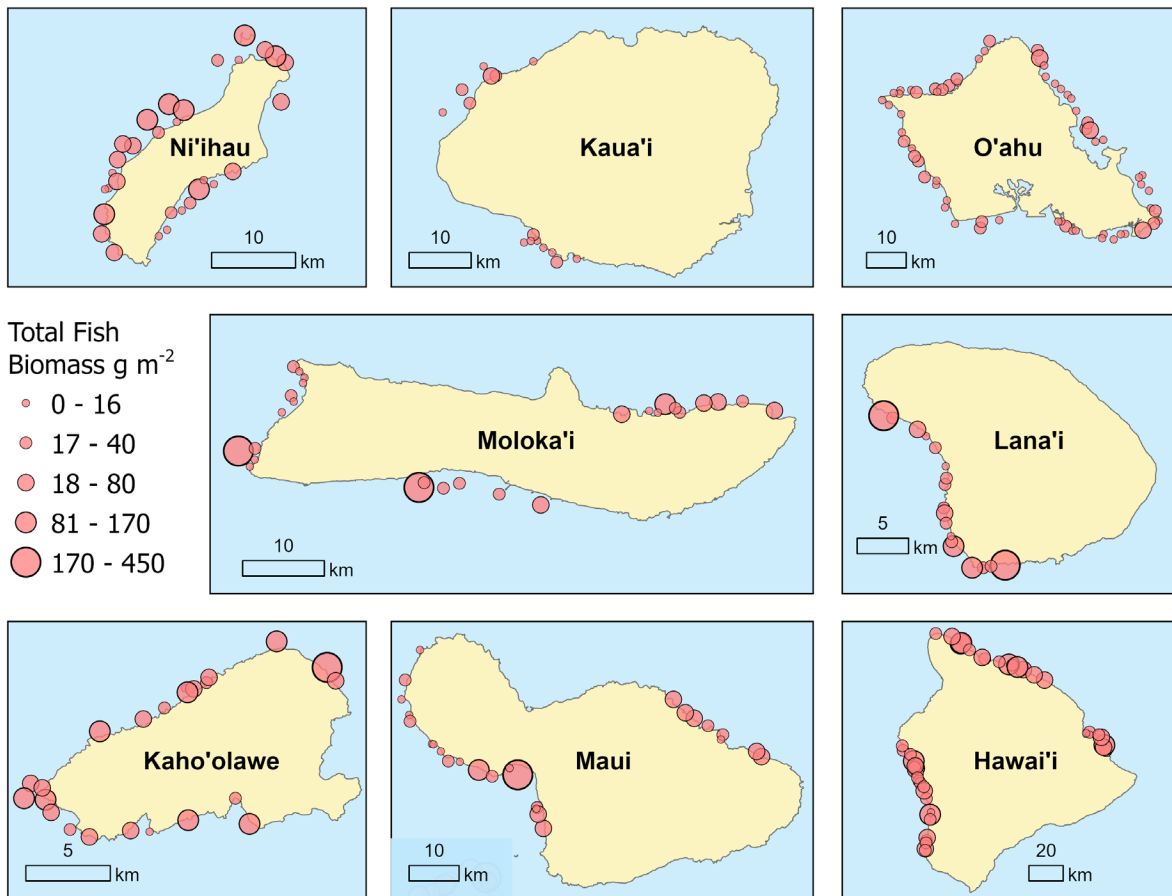 Ni'ihau
10
km
Kaua'i
10
km
O'ahu
10
km
Total Fish
Biomass g m-2
0 - 16
17 - 40
18 - 80
81 - 170
170 - 450
Moloka'i
10
km
Lana'i
5
km
Kaho'olawe
5
km
Maui
10
km
Hawai'i
20
km